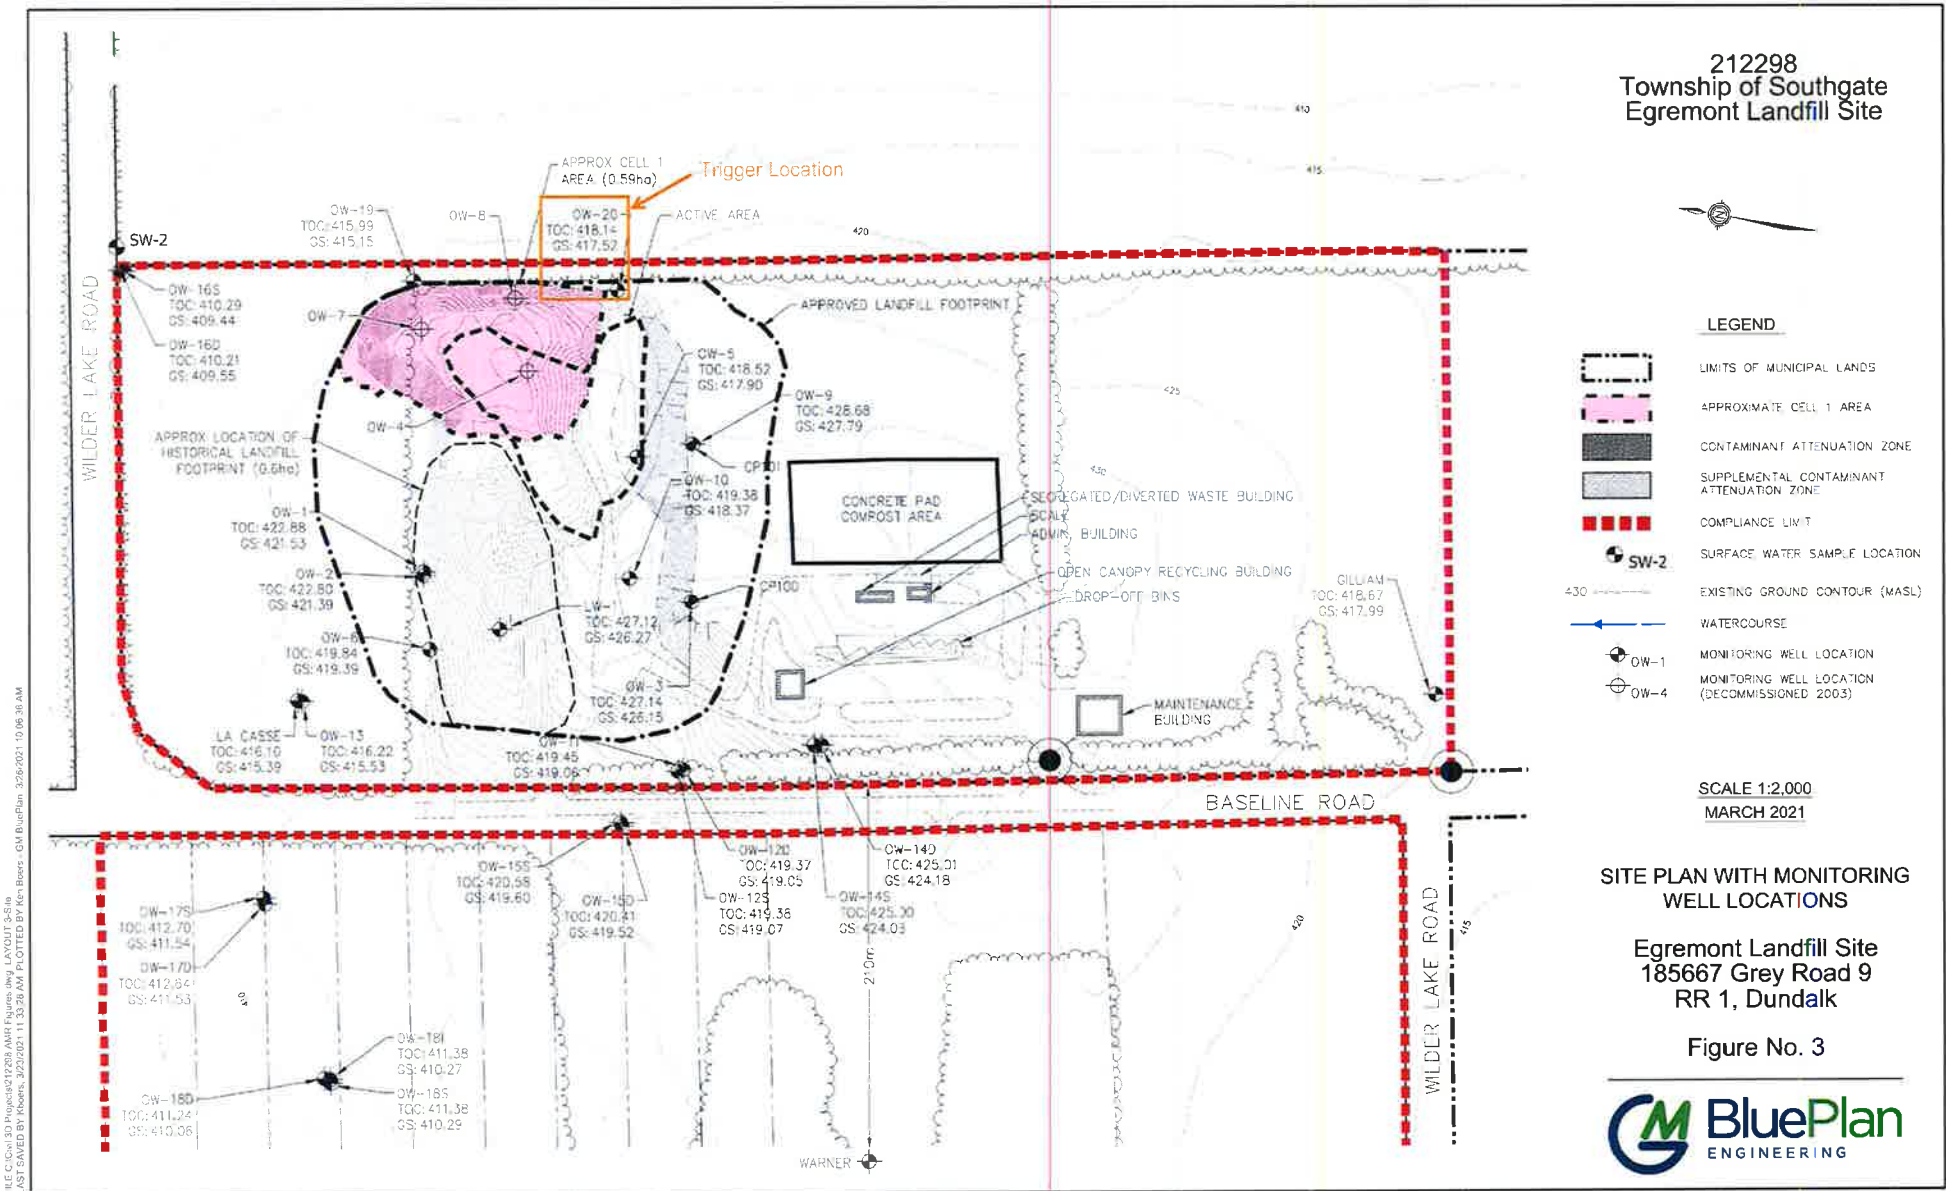 212298
Township of Southgate
Egremont Landfill Site
LEGEND
LIMITS OF MUNICIPAL LANDS
APPROXIMATE CELL 1 AREA
CONTAMINANT ATTENUATION ZONE
SUPPLEMENTAL CONTAMINANT
ATTENUATION ZONE
COMPLIANCE LIMIT
SW-2
SURFACE WATER SAMPLE LOCATION
430
EXISTING GROUND CONTOUR (MASL)
WATERCOURSE
OW-1
MONITORING WELL LOCATION
OW-4
MONITORING WELL LOCATION
(DECOMMISSIONED 2003)
SCALE 1:2,000
MARCH 2021
SITE PLAN WITH MONITORING
WELL LOCATIONS
Egremont Landfill Site
185667 Grey Road 9
RR 1, Dundalk
Figure No. 3
GM BluePlan
ENGINEERING
APPROX CELL 1
AREA (0.59ha)
Trigger Location
OW-19
TOC: 415.99
GS: 415.15
OW-8
OW-20
TOC: 418.14
GS: 417.52
ACTIVE AREA
410
415
420
SW-2
OW-16S
TOC: 410.29
GS: 409.44
OW-16D
TOC: 410.21
GS: 409.55
WILDER LAKE ROAD
OW-7
APPROVED LANDFILL FOOTPRINT
OW-5
TOC: 418.52
GS: 417.90
OW-9
TOC: 428.68
GS: 427.79
425
OW-4
APPROX LOCATION OF
HISTORICAL LANDFILL
FOOTPRINT (0.6ha)
CP101
OW-10
TOC: 419.38
GS: 418.37
430
CONCRETE PAD
COMPOST AREA
SEGREGATED/DIVERTED WASTE BUILDING
SCALE
ADMIN. BUILDING
OPEN CANOPY RECYCLING BUILDING
DROP-OFF BINS
OW-1
TOC: 422.88
GS: 421.53
OW-2
TOC: 422.80
GS: 421.39
CP100
LW-1
TOC: 427.12
GS: 426.27
GILLIAM
TOC: 418.67
GS: 417.99
OW-6
TOC: 419.84
GS: 419.39
OW-3
TOC: 427.14
GS: 426.15
MAINTENANCE
BUILDING
LA CASSE
TOC: 416.10
GS: 415.39
OW-13
TOC: 416.22
GS: 415.53
OW-11
TOC: 419.45
GS: 419.06
BASELINE ROAD
OW-12D
TOC: 419.37
GS: 419.05
OW-14D
TOC: 425.01
GS: 424.18
OW-15S
TOC: 420.58
GS: 419.60
OW-15D
TOC: 420.41
GS: 419.52
OW-12S
TOC: 419.38
GS: 419.07
OW-14S
TOC: 425.00
GS: 424.03
OW-17S
TOC: 412.70
GS: 411.54
OW-17D
TOC: 412.64
GS: 411.53
410
210m
420
415
WILDER LAKE ROAD
OW-18I
TOC: 411.38
GS: 410.27
OW-18D
TOC: 411.24
GS: 410.06
OW-18S
TOC: 411.38
GS: 410.29
WARNER